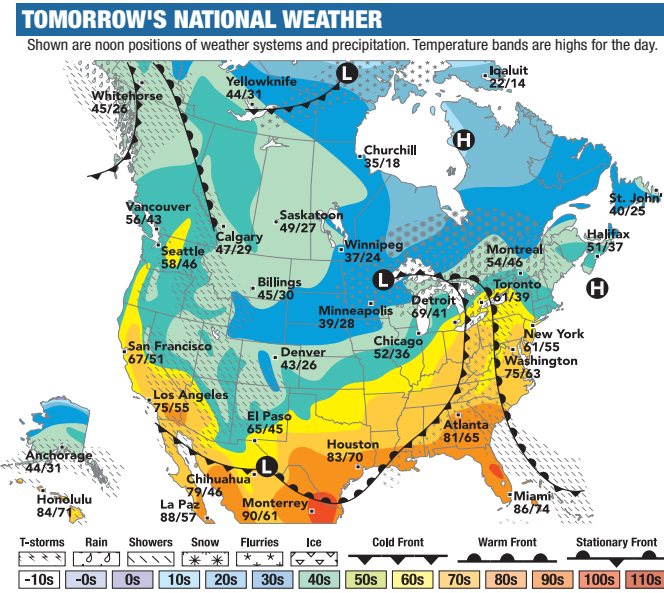 TOMORROW'S NATIONAL WEATHER
Shown are noon positions of weather systems and precipitation. Temperature bands are highs for the day.
L
Iqaluit
22/14
Yellowknife
44/31
Whitehorse
45/26
H
Churchill
35/18
St. John
40/25
Vancouver
56/43
Saskatoon
49/27
Halifax
51/37
Calgary
47/29
Winnipeg
37/24
Montreal
54/46
Seattle
58/46
L
Toronto
61/39
H
Billings
45/30
Detroit
69/41
Minneapolis
39/28
New York
61/55
San Francisco
67/51
Denver
43/26
Chicago
52/36
Washington
75/63
Los Angeles
75/55
El Paso
65/45
Atlanta
81/65
Anchorage
44/31
Houston
83/70
L
Chihuahua
79/46
Honolulu
84/71
La Paz
88/57
Monterrey
90/61
Miami
86/74
T-storms Rain Showers Snow Flurries Ice Cold Front Warm Front Stationary Front
-10s -0s 0s 10s 20s 30s 40s 50s 60s 70s 80s 90s 100s 110s